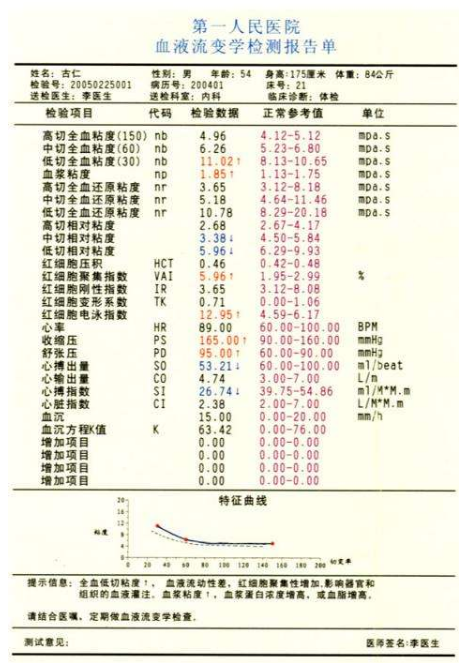 第一人民医院
血液流变学检测报告单
姓名: 古仁 性别: 男 年龄: 54 身高:175厘米 体重: 84公斤
检验号: 20050225001 病历号: 200401 床号: 21
送检医生: 李医生 送检科室: 内科 临床诊断: 体检
检验项目 代码 检验数据 正常参考值 单位
高切全血粘度(150) nb 4.96 4.12-5.12 mpa.s
中切全血粘度(60) nb 6.26 5.23-6.80 mpa.s
低切全血粘度(30) nb 11.02↑ 8.13-10.65 mpa.s
血浆粘度 np 1.85↑ 1.13-1.75 mpa.s
高切全血还原粘度 nr 3.65 3.12-8.18 mpa.s
中切全血还原粘度 nr 5.18 4.64-11.46 mpa.s
低切全血还原粘度 nr 10.78 8.29-20.18 mpa.s
高切相对粘度 2.68 2.67-4.17
中切相对粘度 3.38↓ 4.50-5.84
低切相对粘度 5.96↓ 6.29-9.93
红细胞压积 HCT 0.46 0.42-0.48
红细胞聚集指数 VAI 5.96↑ 1.95-2.99 %
红细胞刚性指数 IR 3.65 3.12-8.08
红细胞变形系数 TK 0.71 0.00-1.06
红细胞电泳指数 12.95↑ 4.59-6.17
心率 HR 89.00 60.00-100.00 BPM
收缩压 PS 165.00↑ 90.00-160.00 mmHg
舒张压 PD 95.00↑ 60.00-90.00 mmHg
心搏出量 SO 53.21↓ 60.00-100.00 ml/beat
心输出量 CO 4.74 3.00-7.00 L/m
心搏指数 SI 26.74↓ 39.75-54.86 ml/M*M.m
心脏指数 CI 2.38 2.00-7.00 L/M*M.m
血沉 15.00 0.00-20.00 mm/h
血沉方程K值 K 63.42 0.00-76.00
增加项目 0.00 0.00-0.00
增加项目 0.00 0.00-0.00
增加项目 0.00 0.00-0.00
增加项目 0.00 0.00-0.00
特征曲线
20
16
12
8
4
0
粘度
0 20 40 60 80 100 120 140 160 180 200 切变率
提示信息: 全血低切粘度↑, 血液流动性差, 红细胞聚集性增加,影响器官和
组织的血液灌注。血浆粘度↑, 血浆蛋白浓度增高, 或血脂增高.
请结合医嘱, 定期做血液流变学检查.
测试意见: 医师签名:李医生